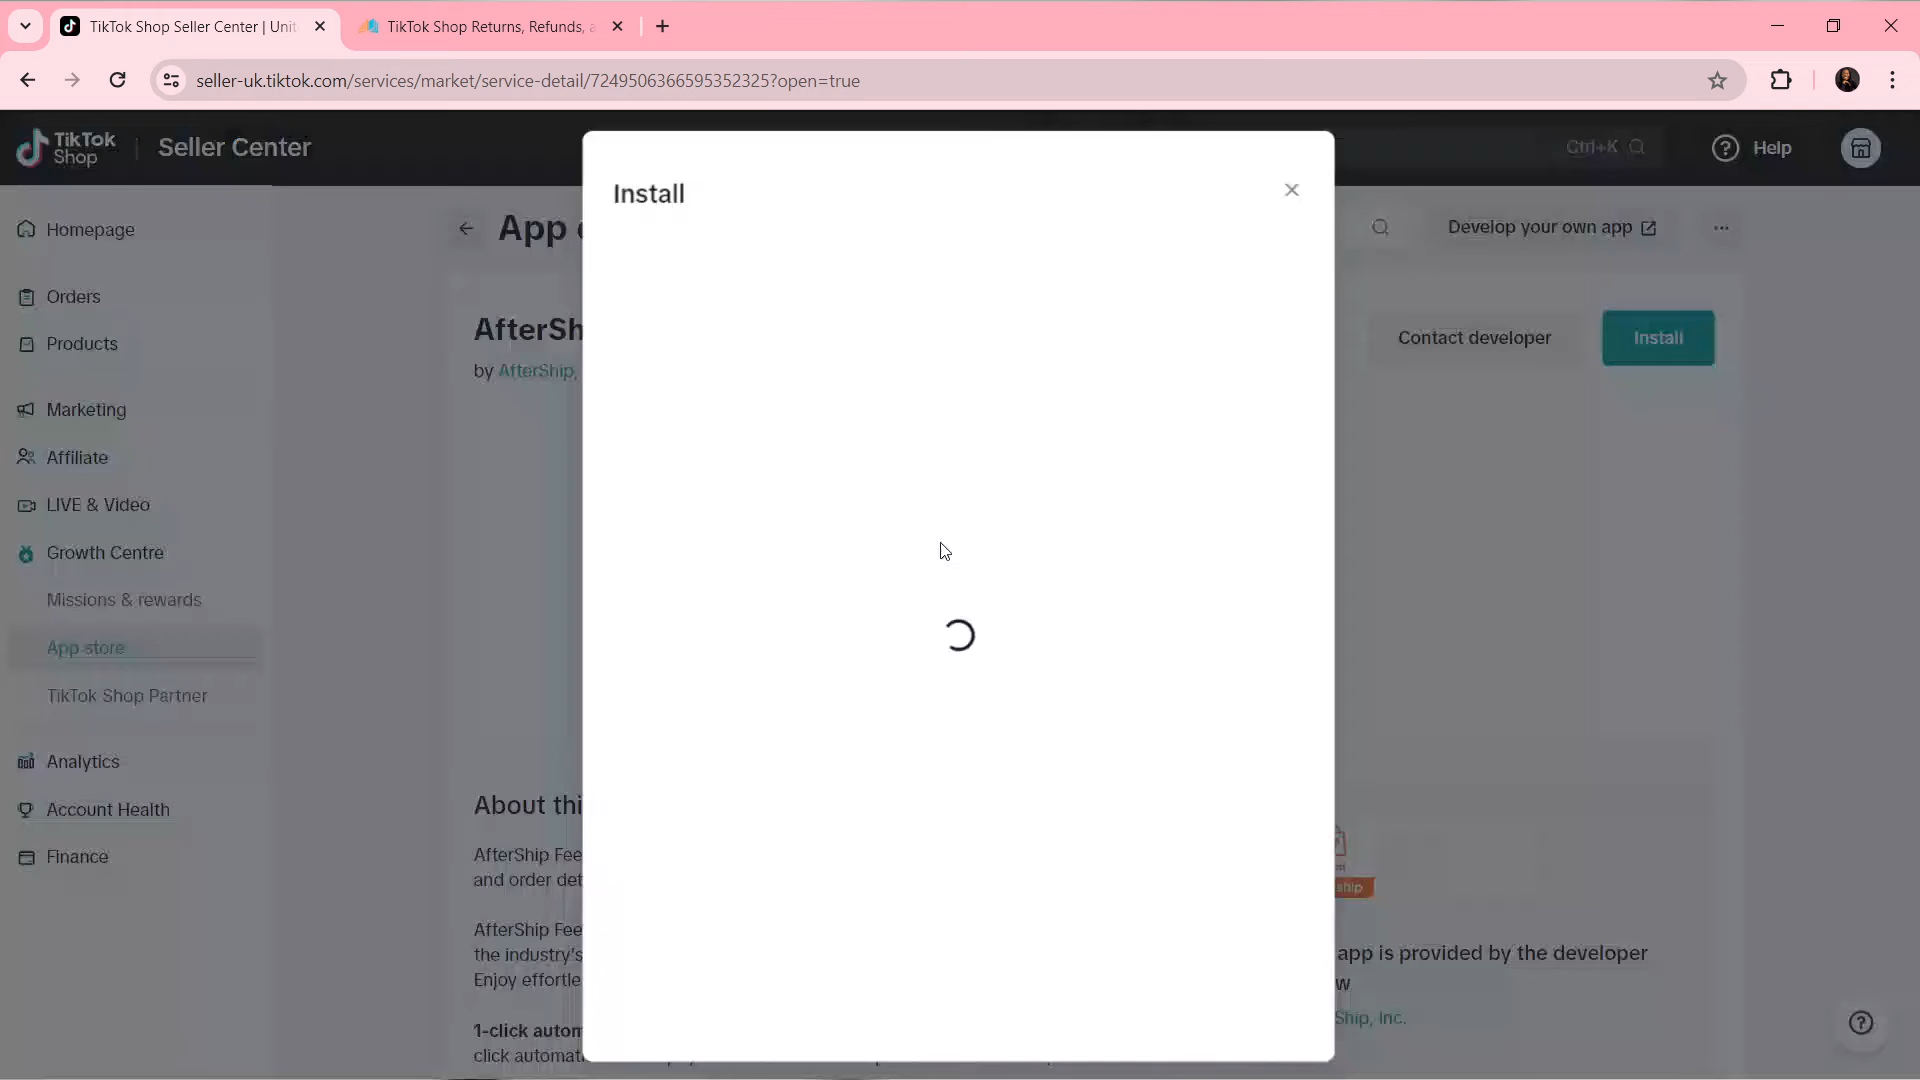 TikTok Shop Seller Center | Unit
TikTok Shop Returns, Refunds, a
seller-uk.tiktok.com/services/market/service-detail/7249506366595352325?open=true
TikTok Shop
Seller Center
Ctrl+K
Help
Install
Homepage
Orders
Products
Marketing
Affiliate
LIVE & Video
Growth Centre
Missions & rewards
App store
TikTok Shop Partner
Analytics
Account Health
Finance
App
Develop your own app
AfterSh
by AfterShip,
Contact developer
Install
About thi
AfterShip Fee
and order det
AfterShip Fee
the industry's
Enjoy effortle
1-click autom
click automat
ship
app is provided by the developer
w
Ship, Inc.